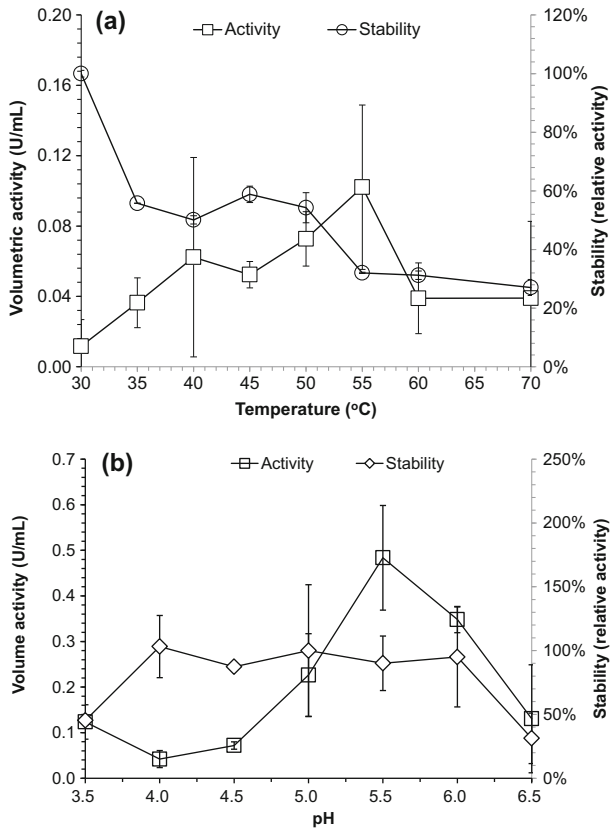 (a)
Activity Stability
Volumetric activity (U/mL)
0.20
0.16
0.12
0.08
0.04
0.00
120%
100%
80%
60%
40%
20%
0%
Stability (relative activity)
30 35 40 45 50 55 60 65 70
Temperature (°C)
(b)
Activity Stability
Volume activity (U/mL)
0.7
0.6
0.5
0.4
0.3
0.2
0.1
0.0
250%
200%
150%
100%
50%
0%
Stability (relative activity)
3.5 4.0 4.5 5.0 5.5 6.0 6.5
pH